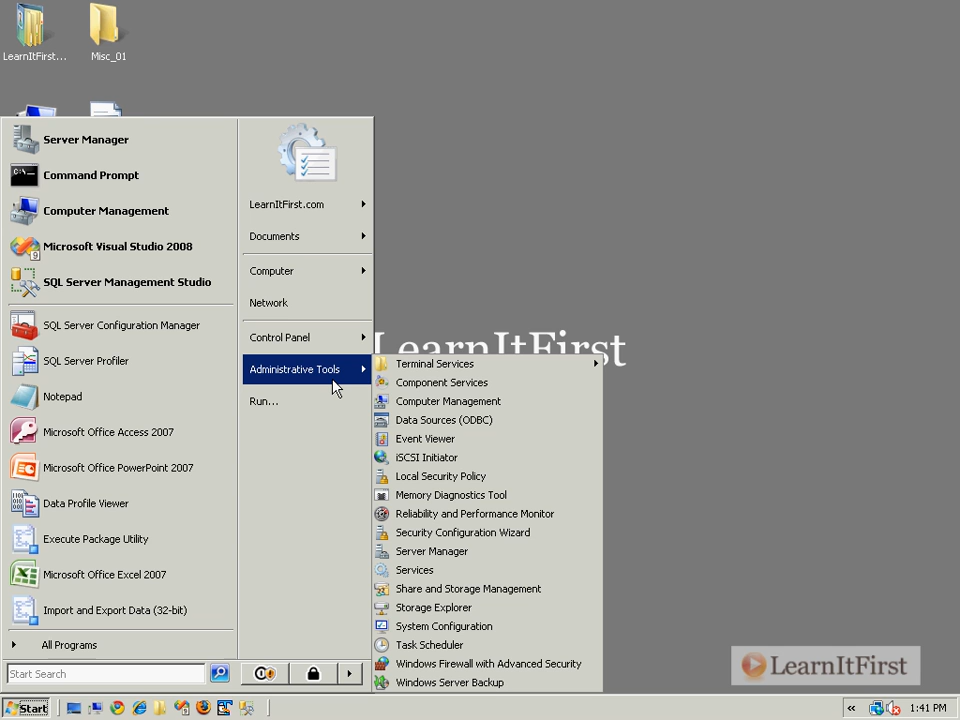 LearnItFirst...
Misc_01
Server Manager
Command Prompt
Computer Management
Microsoft Visual Studio 2008
SQL Server Management Studio
SQL Server Configuration Manager
SQL Server Profiler
Notepad
Microsoft Office Access 2007
Microsoft Office PowerPoint 2007
Data Profile Viewer
Execute Package Utility
Microsoft Office Excel 2007
Import and Export Data (32-bit)
All Programs
Start Search
LearnItFirst.com
Documents
Computer
Network
Control Panel
Administrative Tools
Run...
LearnItFirst
Terminal Services
Component Services
Computer Management
Data Sources (ODBC)
Event Viewer
iSCSI Initiator
Local Security Policy
Memory Diagnostics Tool
Reliability and Performance Monitor
Security Configuration Wizard
Server Manager
Services
Share and Storage Management
Storage Explorer
System Configuration
Task Scheduler
Windows Firewall with Advanced Security
Windows Server Backup
LearnItFirst
Start
1:41 PM